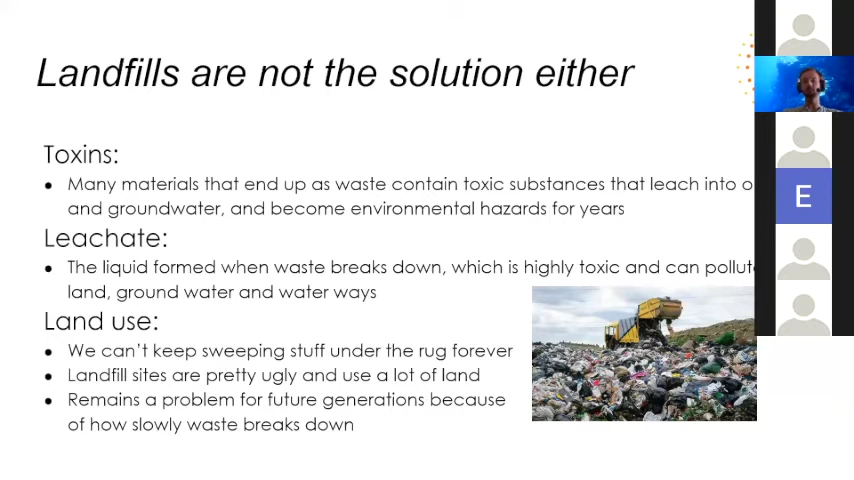 Landfills are not the solution either
Toxins:
• Many materials that end up as waste contain toxic substances that leach into
and groundwater, and become environmental hazards for years
Leachate:
• The liquid formed when waste breaks down, which is highly toxic and can
land, ground water and water ways
Land use:
• We can't keep sweeping stuff under the rug forever
• Landfill sites are pretty ugly and use a lot of land
• Remains a problem for future generations because
of how slowly waste breaks down
E